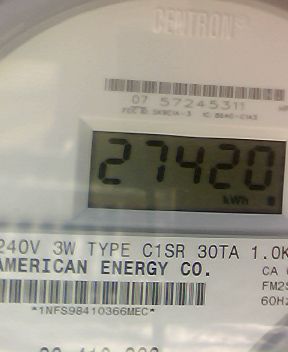 CENTRON®
07 57245311
27420
kWh
240V 3W TYPE C1SR 30TA 1.0K
AMERICAN ENERGY CO.
CA
FM2S
60Hz
*1NFS98410366MEC*